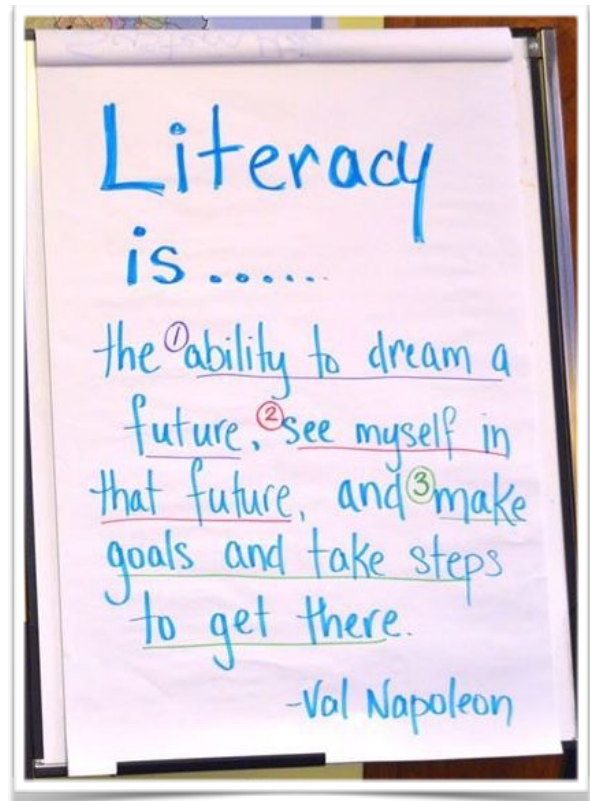 Literacy
is......
the ①ability to dream a
future, ②see myself in
that future, and ③make
goals and take steps
to get there.
-Val Napoleon